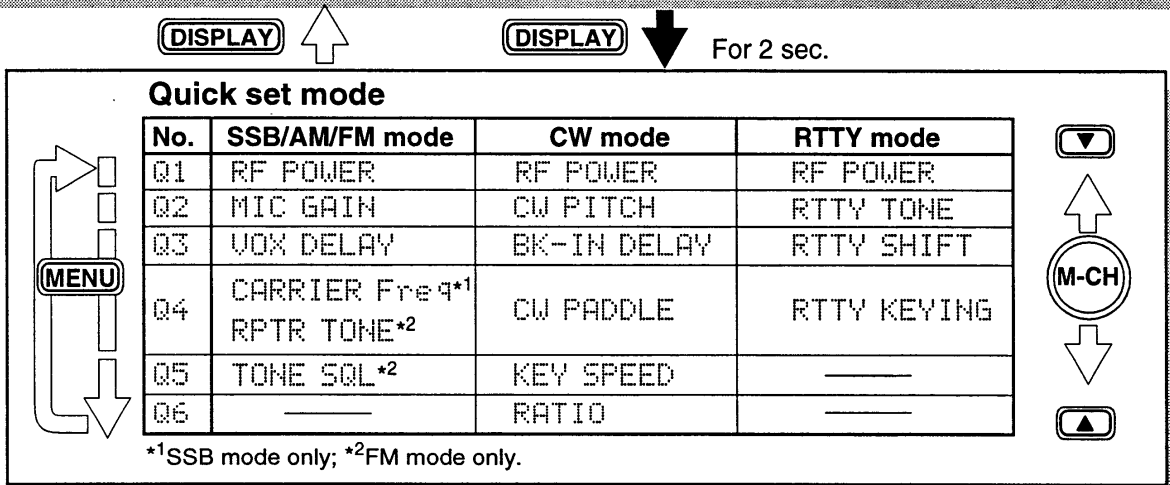 DISPLAY DISPLAY For 2 sec.
Quick set mode
No. SSB/AM/FM mode CW mode RTTY mode
Q1 RF POWER RF POWER RF POWER
Q2 MIC GAIN CW PITCH RTTY TONE
Q3 VOX DELAY BK-IN DELAY RTTY SHIFT
MENU M-CH
Q4 CARRIER Freq*1 CW PADDLE RTTY KEYING
RPTR TONE*2
Q5 TONE SQL*2 KEY SPEED ——
Q6 —— RATIO ——
*1SSB mode only; *2FM mode only.